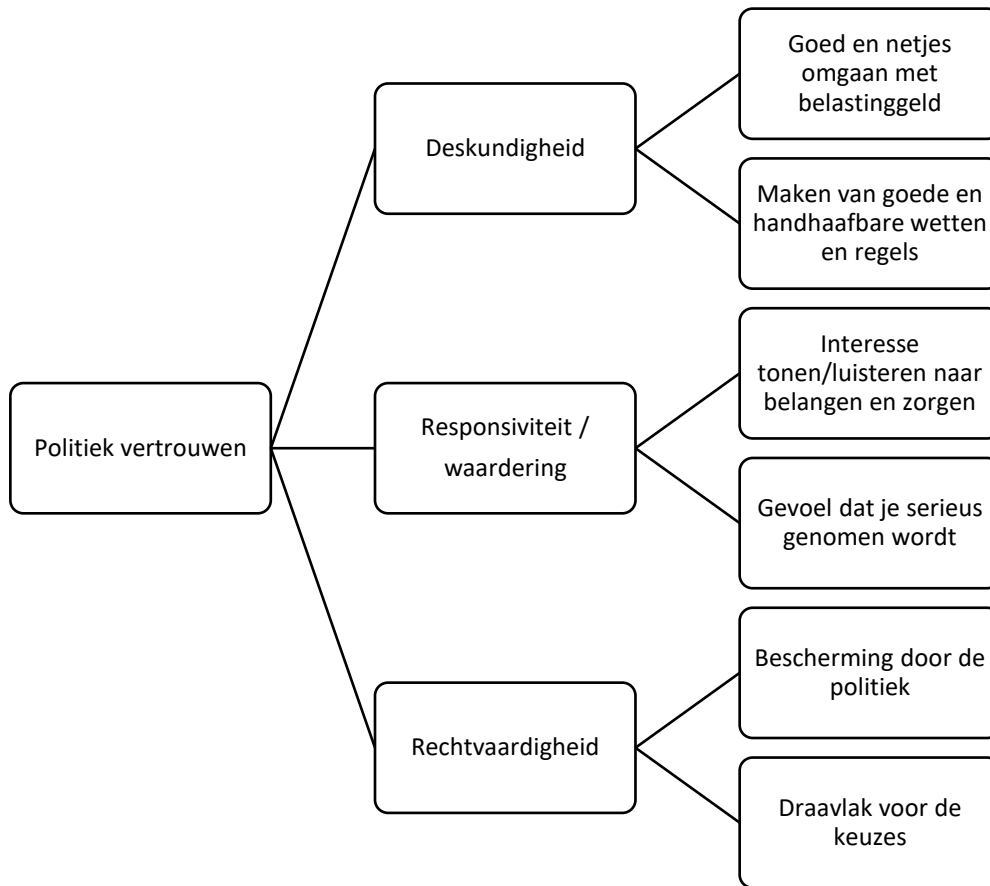 Politiek vertrouwen
Deskundigheid
Goed en netjes
omgaan met
belastinggeld
Maken van goede en
handhaafbare wetten
en regels
Responsiviteit /
waardering
Interesse
tonen/luisteren naar
belangen en zorgen
Gevoel dat je serieus
genomen wordt
Rechtvaardigheid
Bescherming door de
politiek
Draavlak voor de
keuzes